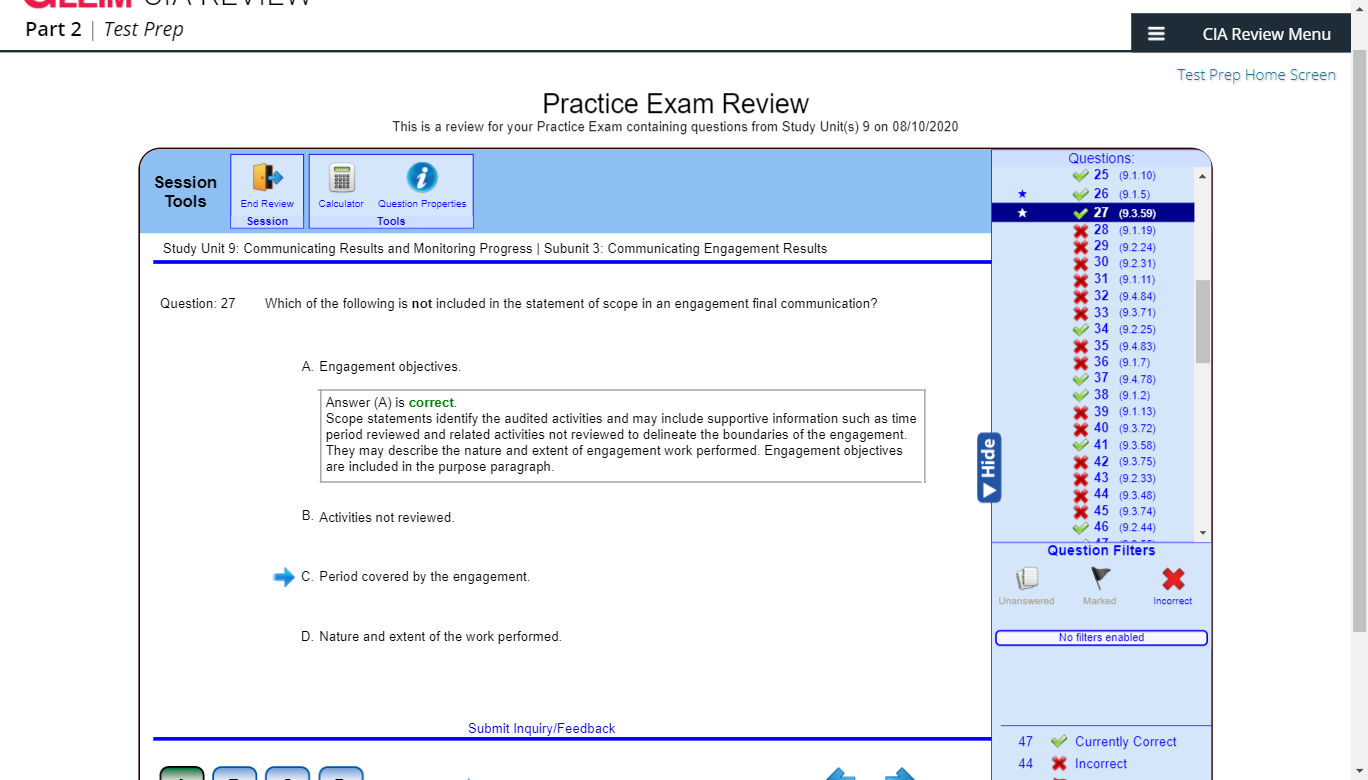 GLEIM CIA REVIEW
Part 2 | Test Prep
CIA Review Menu
Test Prep Home Screen
Practice Exam Review
This is a review for your Practice Exam containing questions from Study Unit(s) 9 on 08/10/2020
Session
Tools
End Review
Session
Calculator
Question Properties
Tools
Study Unit 9: Communicating Results and Monitoring Progress | Subunit 3: Communicating Engagement Results
Question: 27 Which of the following is not included in the statement of scope in an engagement final communication?
A. Engagement objectives.
Answer (A) is correct.
Scope statements identify the audited activities and may include supportive information such as time
period reviewed and related activities not reviewed to delineate the boundaries of the engagement.
They may describe the nature and extent of engagement work performed. Engagement objectives
are included in the purpose paragraph.
B. Activities not reviewed.
C. Period covered by the engagement.
D. Nature and extent of the work performed.
Submit Inquiry/Feedback
Hide
Questions:
25 (9.1.10)
26 (9.1.5)
27 (9.3.59)
28 (9.1.19)
29 (9.2.24)
30 (9.2.31)
31 (9.1.11)
32 (9.4.84)
33 (9.3.71)
34 (9.2.25)
35 (9.4.83)
36 (9.1.7)
37 (9.4.78)
38 (9.1.2)
39 (9.1.13)
40 (9.3.72)
41 (9.3.58)
42 (9.3.75)
43 (9.2.33)
44 (9.3.48)
45 (9.3.74)
46 (9.2.44)
47
Question Filters
Unanswered
Marked
Incorrect
No filters enabled
47 Currently Correct
44 Incorrect